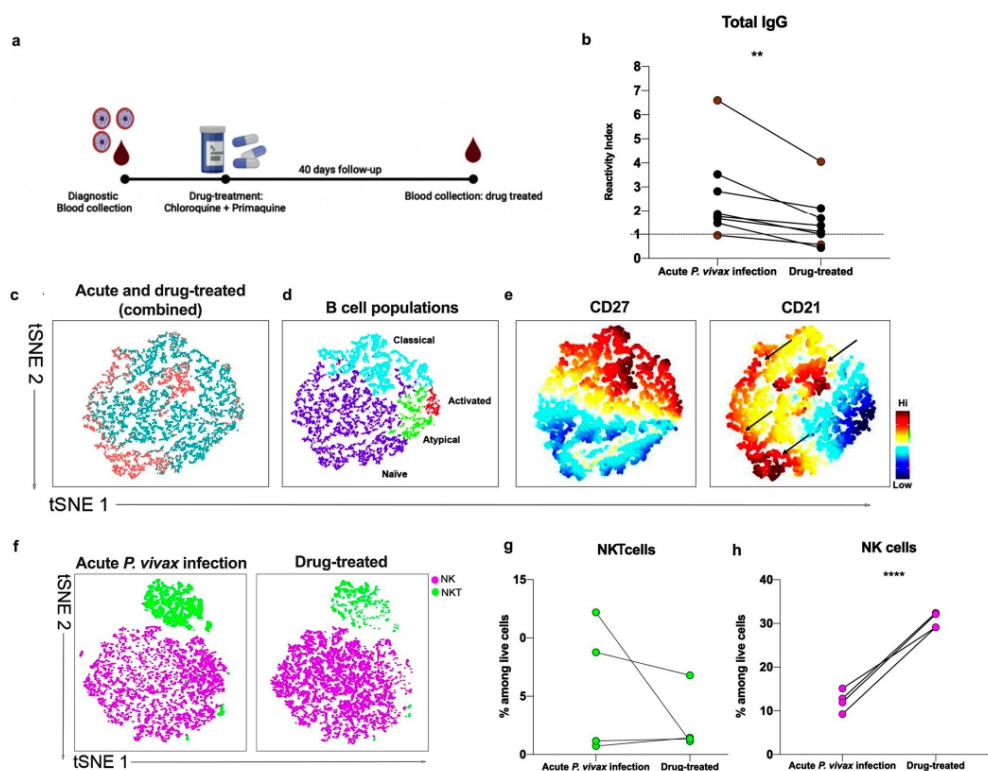 a
Diagnostic
Blood collection
Drug-treatment:
Chloroquine + Primaquine
40 days follow-up
Blood collection: drug treated
b
Total IgG
**
Reactivity Index
8
7
6
5
4
3
2
1
0
Acute P. vivax infection
Drug-treated
c
Acute and drug-treated
(combined)
tSNE 2
d
B cell populations
Classical
Activated
Atypical
Naïve
e
CD27
CD21
Hi
Low
tSNE 1
f
Acute P. vivax infection
Drug-treated
NK
NKT
tSNE 2
tSNE 1
g
NKTcells
% among live cells
15
0
5
0
Acute P. vivax infection
Drug-treated
h
NK cells
****
% among live cells
40
30
20
10
0
Acute P. vivax infection
Drug-treated